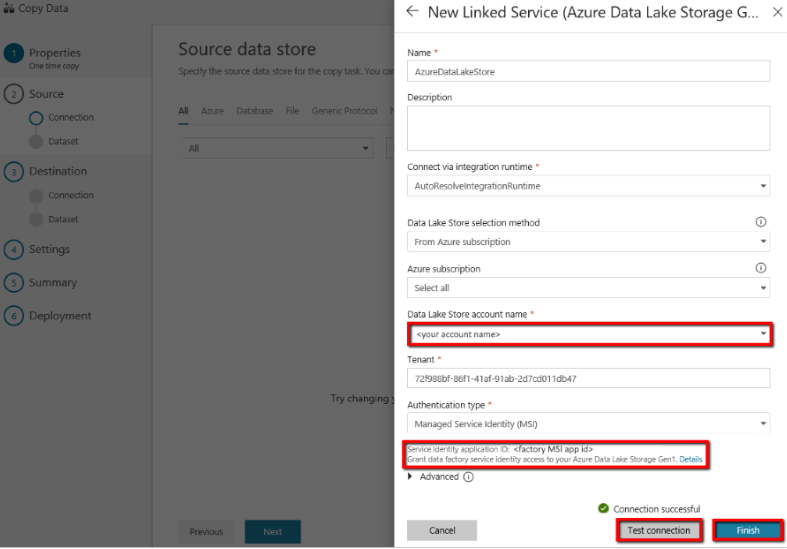 Copy Data
1
Properties
One time copy
2
Source
Connection
Dataset
3
Destination
Connection
Dataset
4
Settings
5
Summary
6
Deployment
Source data store
Specify the source data store for the copy task. You can
All Azure Database File Generic Protocol N
All
Try changing y
Previous
Next
New Linked Service (Azure Data Lake Storage G...
Name *
AzureDataLakeStore
Description
Connect via integration runtime *
AutoResolveIntegrationRuntime
Data Lake Store selection method
From Azure subscription
Azure subscription
Select all
Data Lake Store account name *
<your account name>
Tenant *
72f988bf-86f1-41af-91ab-2d7cd011db47
Authentication type *
Managed Service Identity (MSI)
Service identity application ID: <factory MSI app id>
Grant data factory service identity access to your Azure Data Lake Storage Gen1. Details
Advanced
Connection successful
Cancel
Test connection
Finish